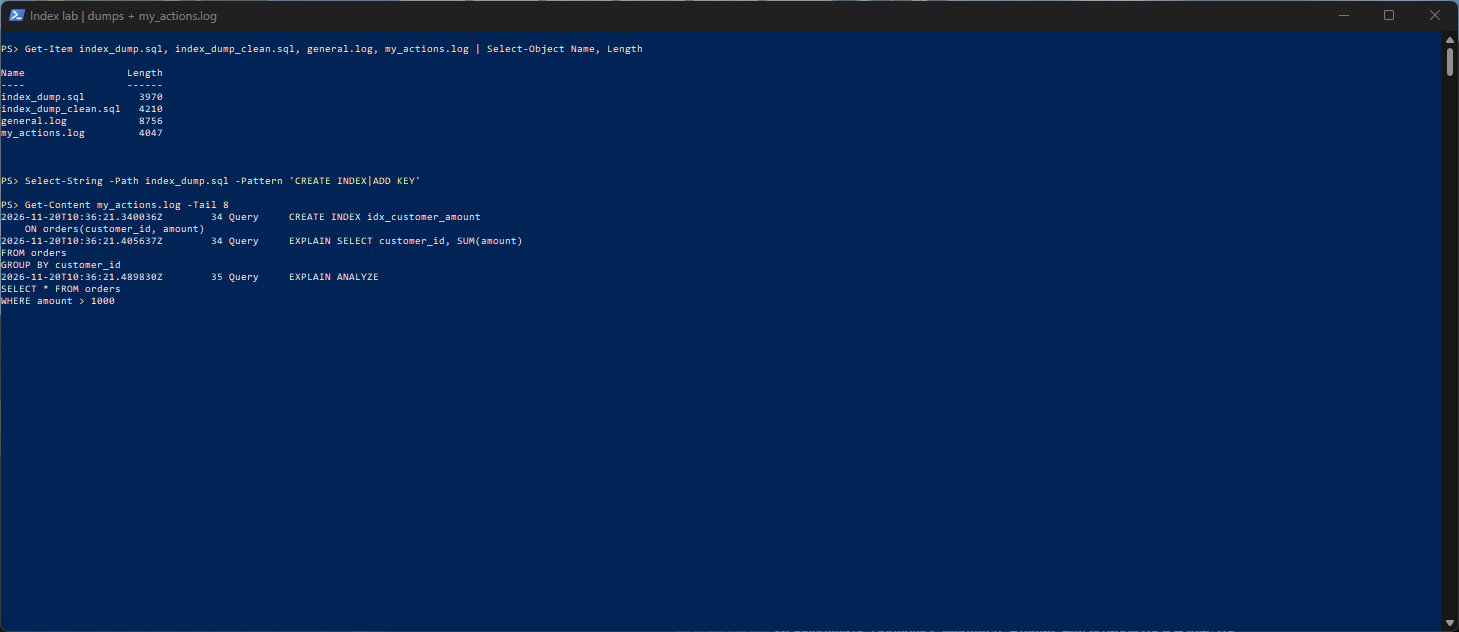 Index lab | dumps + my_actions.log
PS> Get-Item index_dump.sql, index_dump_clean.sql, general.log, my_actions.log | Select-Object Name, Length
Name                 Length
----                 ------
index_dump.sql         3970
index_dump_clean.sql   4210
general.log            8756
my_actions.log         4047
PS> Select-String -Path index_dump.sql -Pattern 'CREATE INDEX|ADD KEY'
PS> Get-Content my_actions.log -Tail 8
2026-11-20T10:36:21.340036Z        34 Query     CREATE INDEX idx_customer_amount
    ON orders(customer_id, amount)
2026-11-20T10:36:21.405637Z        34 Query     EXPLAIN SELECT customer_id, SUM(amount)
FROM orders
GROUP BY customer_id
2026-11-20T10:36:21.489830Z        35 Query     EXPLAIN ANALYZE
SELECT * FROM orders
WHERE amount > 1000